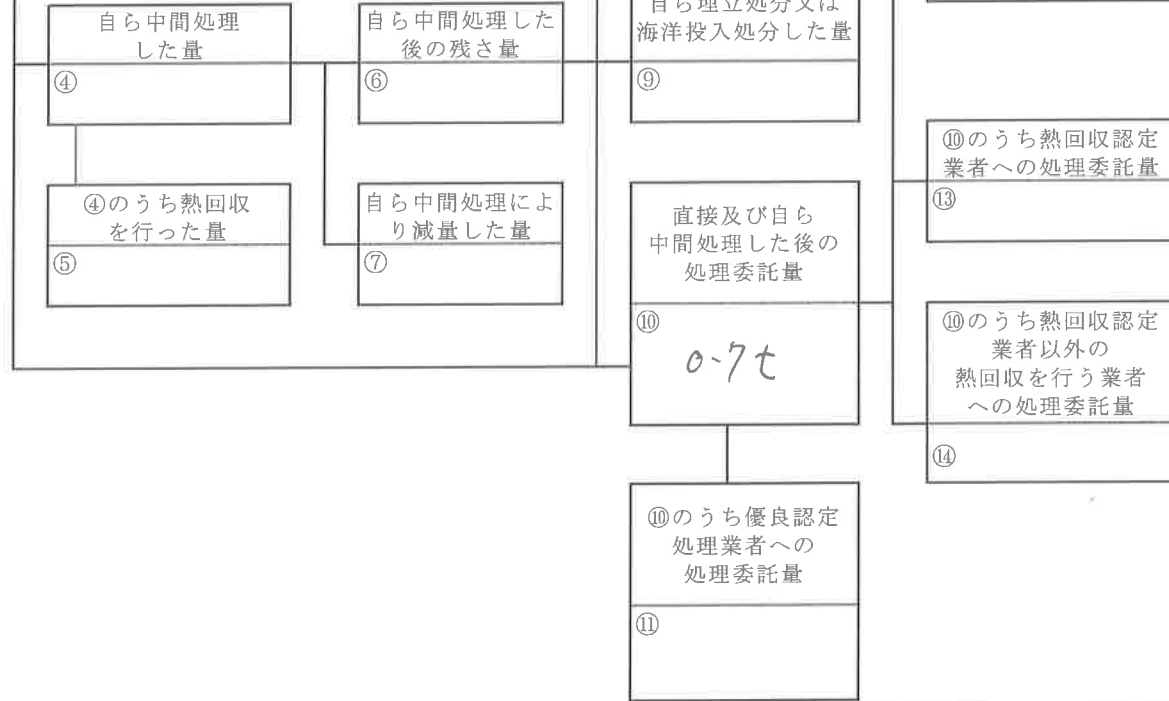 自ら中間処理
した量
④
自ら中間処理した
後の残さ量
⑥
自ら埋立処分又は
海洋投入処分した量
⑨
⑩のうち熱回収認定
業者への処理委託量
⑬
④のうち熱回収
を行った量
⑤
自ら中間処理によ
り減量した量
⑦
直接及び自ら
中間処理した後の
処理委託量
⑩
0.7t
⑩のうち熱回収認定
業者以外の
熱回収を行う業者
への処理委託量
⑭
⑩のうち優良認定
処理業者への
処理委託量
⑪